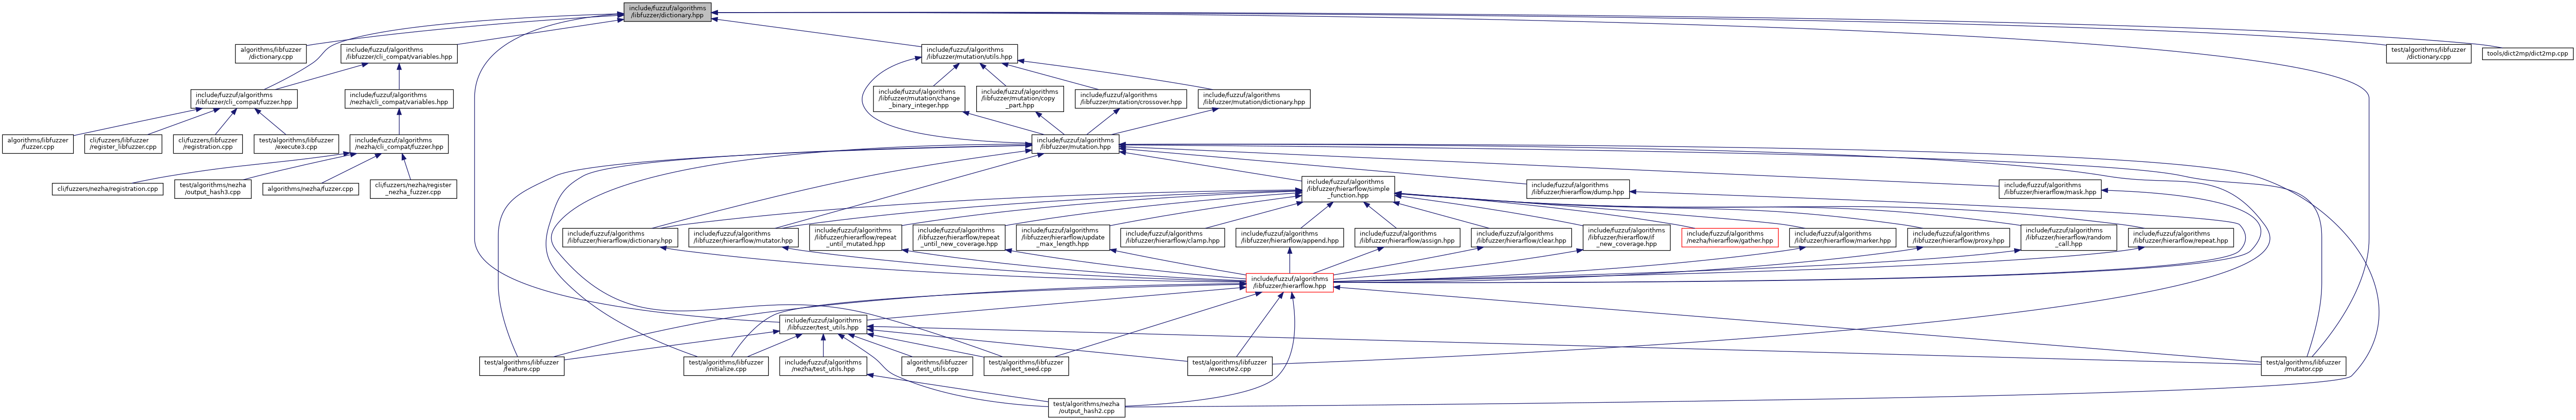 include/fuzzuf/algorithms
/libfuzzer/dictionary.hpp
algorithms/libfuzzer
/dictionary.cpp
include/fuzzuf/algorithms
/libfuzzer/cli_compat/variables.hpp
include/fuzzuf/algorithms
/libfuzzer/mutation/utils.hpp
test/algorithms/libfuzzer
/dictionary.cpp
tools/dict2mp/dict2mp.cpp
include/fuzzuf/algorithms
/libfuzzer/cli_compat/fuzzer.hpp
include/fuzzuf/algorithms
/nezha/cli_compat/variables.hpp
include/fuzzuf/algorithms
/libfuzzer/mutation/change
_binary_integer.hpp
include/fuzzuf/algorithms
/libfuzzer/mutation/copy
_part.hpp
include/fuzzuf/algorithms
/libfuzzer/mutation/crossover.hpp
include/fuzzuf/algorithms
/libfuzzer/mutation/dictionary.hpp
algorithms/libfuzzer
/fuzzer.cpp
cli/fuzzers/libfuzzer
/register_libfuzzer.cpp
cli/fuzzers/libfuzzer
/registration.cpp
test/algorithms/libfuzzer
/execute3.cpp
include/fuzzuf/algorithms
/nezha/cli_compat/fuzzer.hpp
include/fuzzuf/algorithms
/libfuzzer/mutation.hpp
cli/fuzzers/nezha/registration.cpp
test/algorithms/nezha
/output_hash3.cpp
algorithms/nezha/fuzzer.cpp
cli/fuzzers/nezha/register
_nezha_fuzzer.cpp
include/fuzzuf/algorithms
/libfuzzer/hierarflow/simple
_function.hpp
include/fuzzuf/algorithms
/libfuzzer/hierarflow/dump.hpp
include/fuzzuf/algorithms
/libfuzzer/hierarflow/mask.hpp
include/fuzzuf/algorithms
/libfuzzer/hierarflow/dictionary.hpp
include/fuzzuf/algorithms
/libfuzzer/hierarflow/mutator.hpp
include/fuzzuf/algorithms
/libfuzzer/hierarflow/repeat
_until_mutated.hpp
include/fuzzuf/algorithms
/libfuzzer/hierarflow/repeat
_until_new_coverage.hpp
include/fuzzuf/algorithms
/libfuzzer/hierarflow/update
_max_length.hpp
include/fuzzuf/algorithms
/libfuzzer/hierarflow/clamp.hpp
include/fuzzuf/algorithms
/libfuzzer/hierarflow/append.hpp
include/fuzzuf/algorithms
/libfuzzer/hierarflow/assign.hpp
include/fuzzuf/algorithms
/libfuzzer/hierarflow/clear.hpp
include/fuzzuf/algorithms
/libfuzzer/hierarflow/if
_new_coverage.hpp
include/fuzzuf/algorithms
/nezha/hierarflow/gather.hpp
include/fuzzuf/algorithms
/libfuzzer/hierarflow/marker.hpp
include/fuzzuf/algorithms
/libfuzzer/hierarflow/proxy.hpp
include/fuzzuf/algorithms
/libfuzzer/hierarflow/random
_call.hpp
include/fuzzuf/algorithms
/libfuzzer/hierarflow/repeat.hpp
include/fuzzuf/algorithms
/libfuzzer/hierarflow.hpp
include/fuzzuf/algorithms
/libfuzzer/test_utils.hpp
test/algorithms/libfuzzer
/feature.cpp
test/algorithms/libfuzzer
/initialize.cpp
include/fuzzuf/algorithms
/nezha/test_utils.hpp
algorithms/libfuzzer
/test_utils.cpp
test/algorithms/libfuzzer
/select_seed.cpp
test/algorithms/libfuzzer
/execute2.cpp
test/algorithms/libfuzzer
/mutator.cpp
test/algorithms/nezha
/output_hash2.cpp